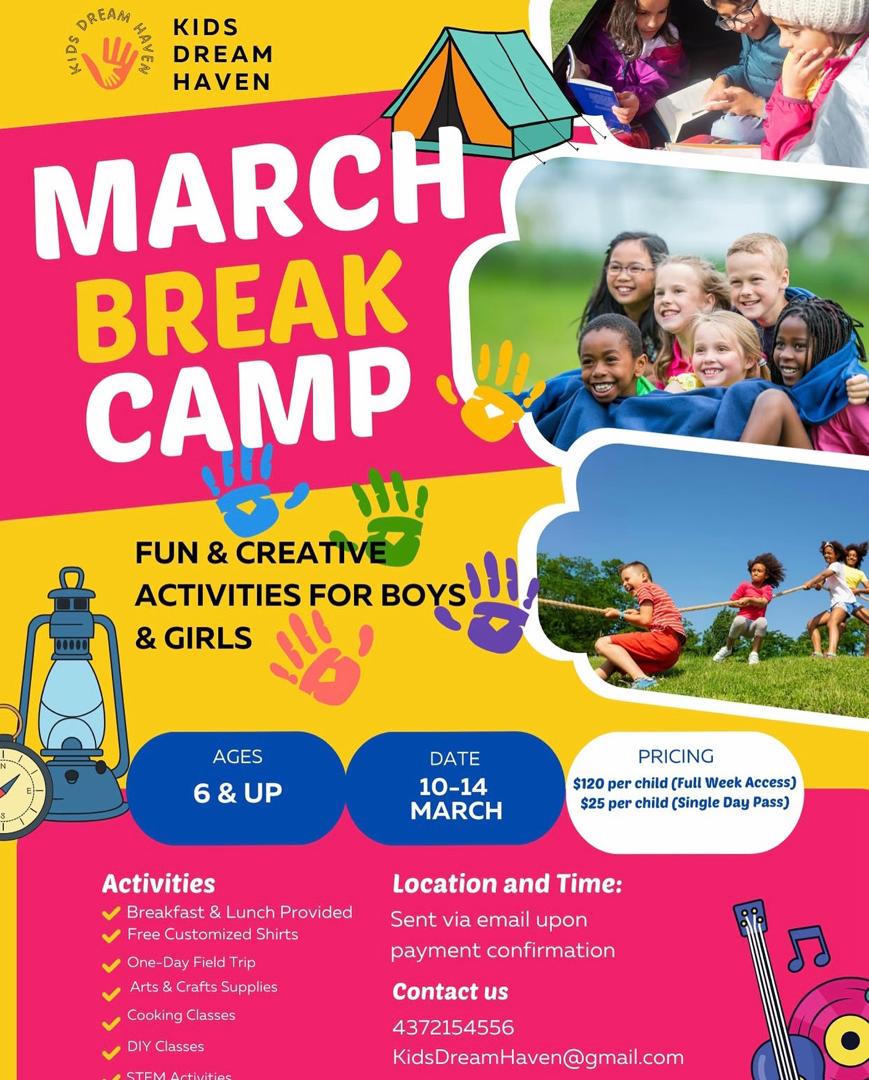 KIDS DREAM HAVEN
KIDS
DREAM
HAVEN
MARCH
BREAK
CAMP
FUN & CREATIVE
ACTIVITIES FOR BOYS
& GIRLS
AGES
6 & UP
DATE
10-14
MARCH
PRICING
$120 per child (Full Week Access)
$25 per child (Single Day Pass)
Activities
Breakfast & Lunch Provided
Free Customized Shirts
One-Day Field Trip
Arts & Crafts Supplies
Cooking Classes
DIY Classes
STEM Activities
Location and Time:
Sent via email upon
payment confirmation
Contact us
4372154556
KidsDreamHaven@gmail.com
N
S